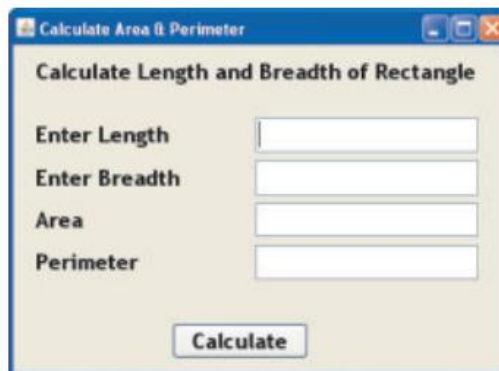 Calculate Area & Perimeter
Calculate Length and Breadth of Rectangle
Enter Length
Enter Breadth
Area
Perimeter
Calculate